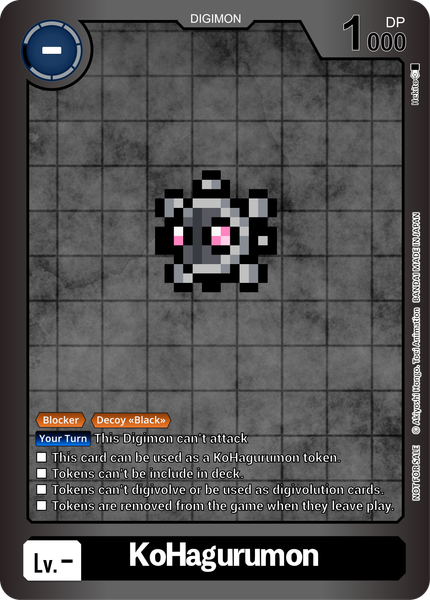 DIGIMON
-
1000
DP
Blocker Decoy «Black»
Your Turn This Digimon can't attack
This card can be used as a KoHagurumon token.
Tokens can't be include in deck.
Tokens can't digivolve or be used as digivolution cards.
Tokens are removed from the game when they leave play.
NOT FOR SALE © Akiyoshi Hongo, Toei Animation BANDAI MADE IN JAPAN
Lv.-
KoHagurumon